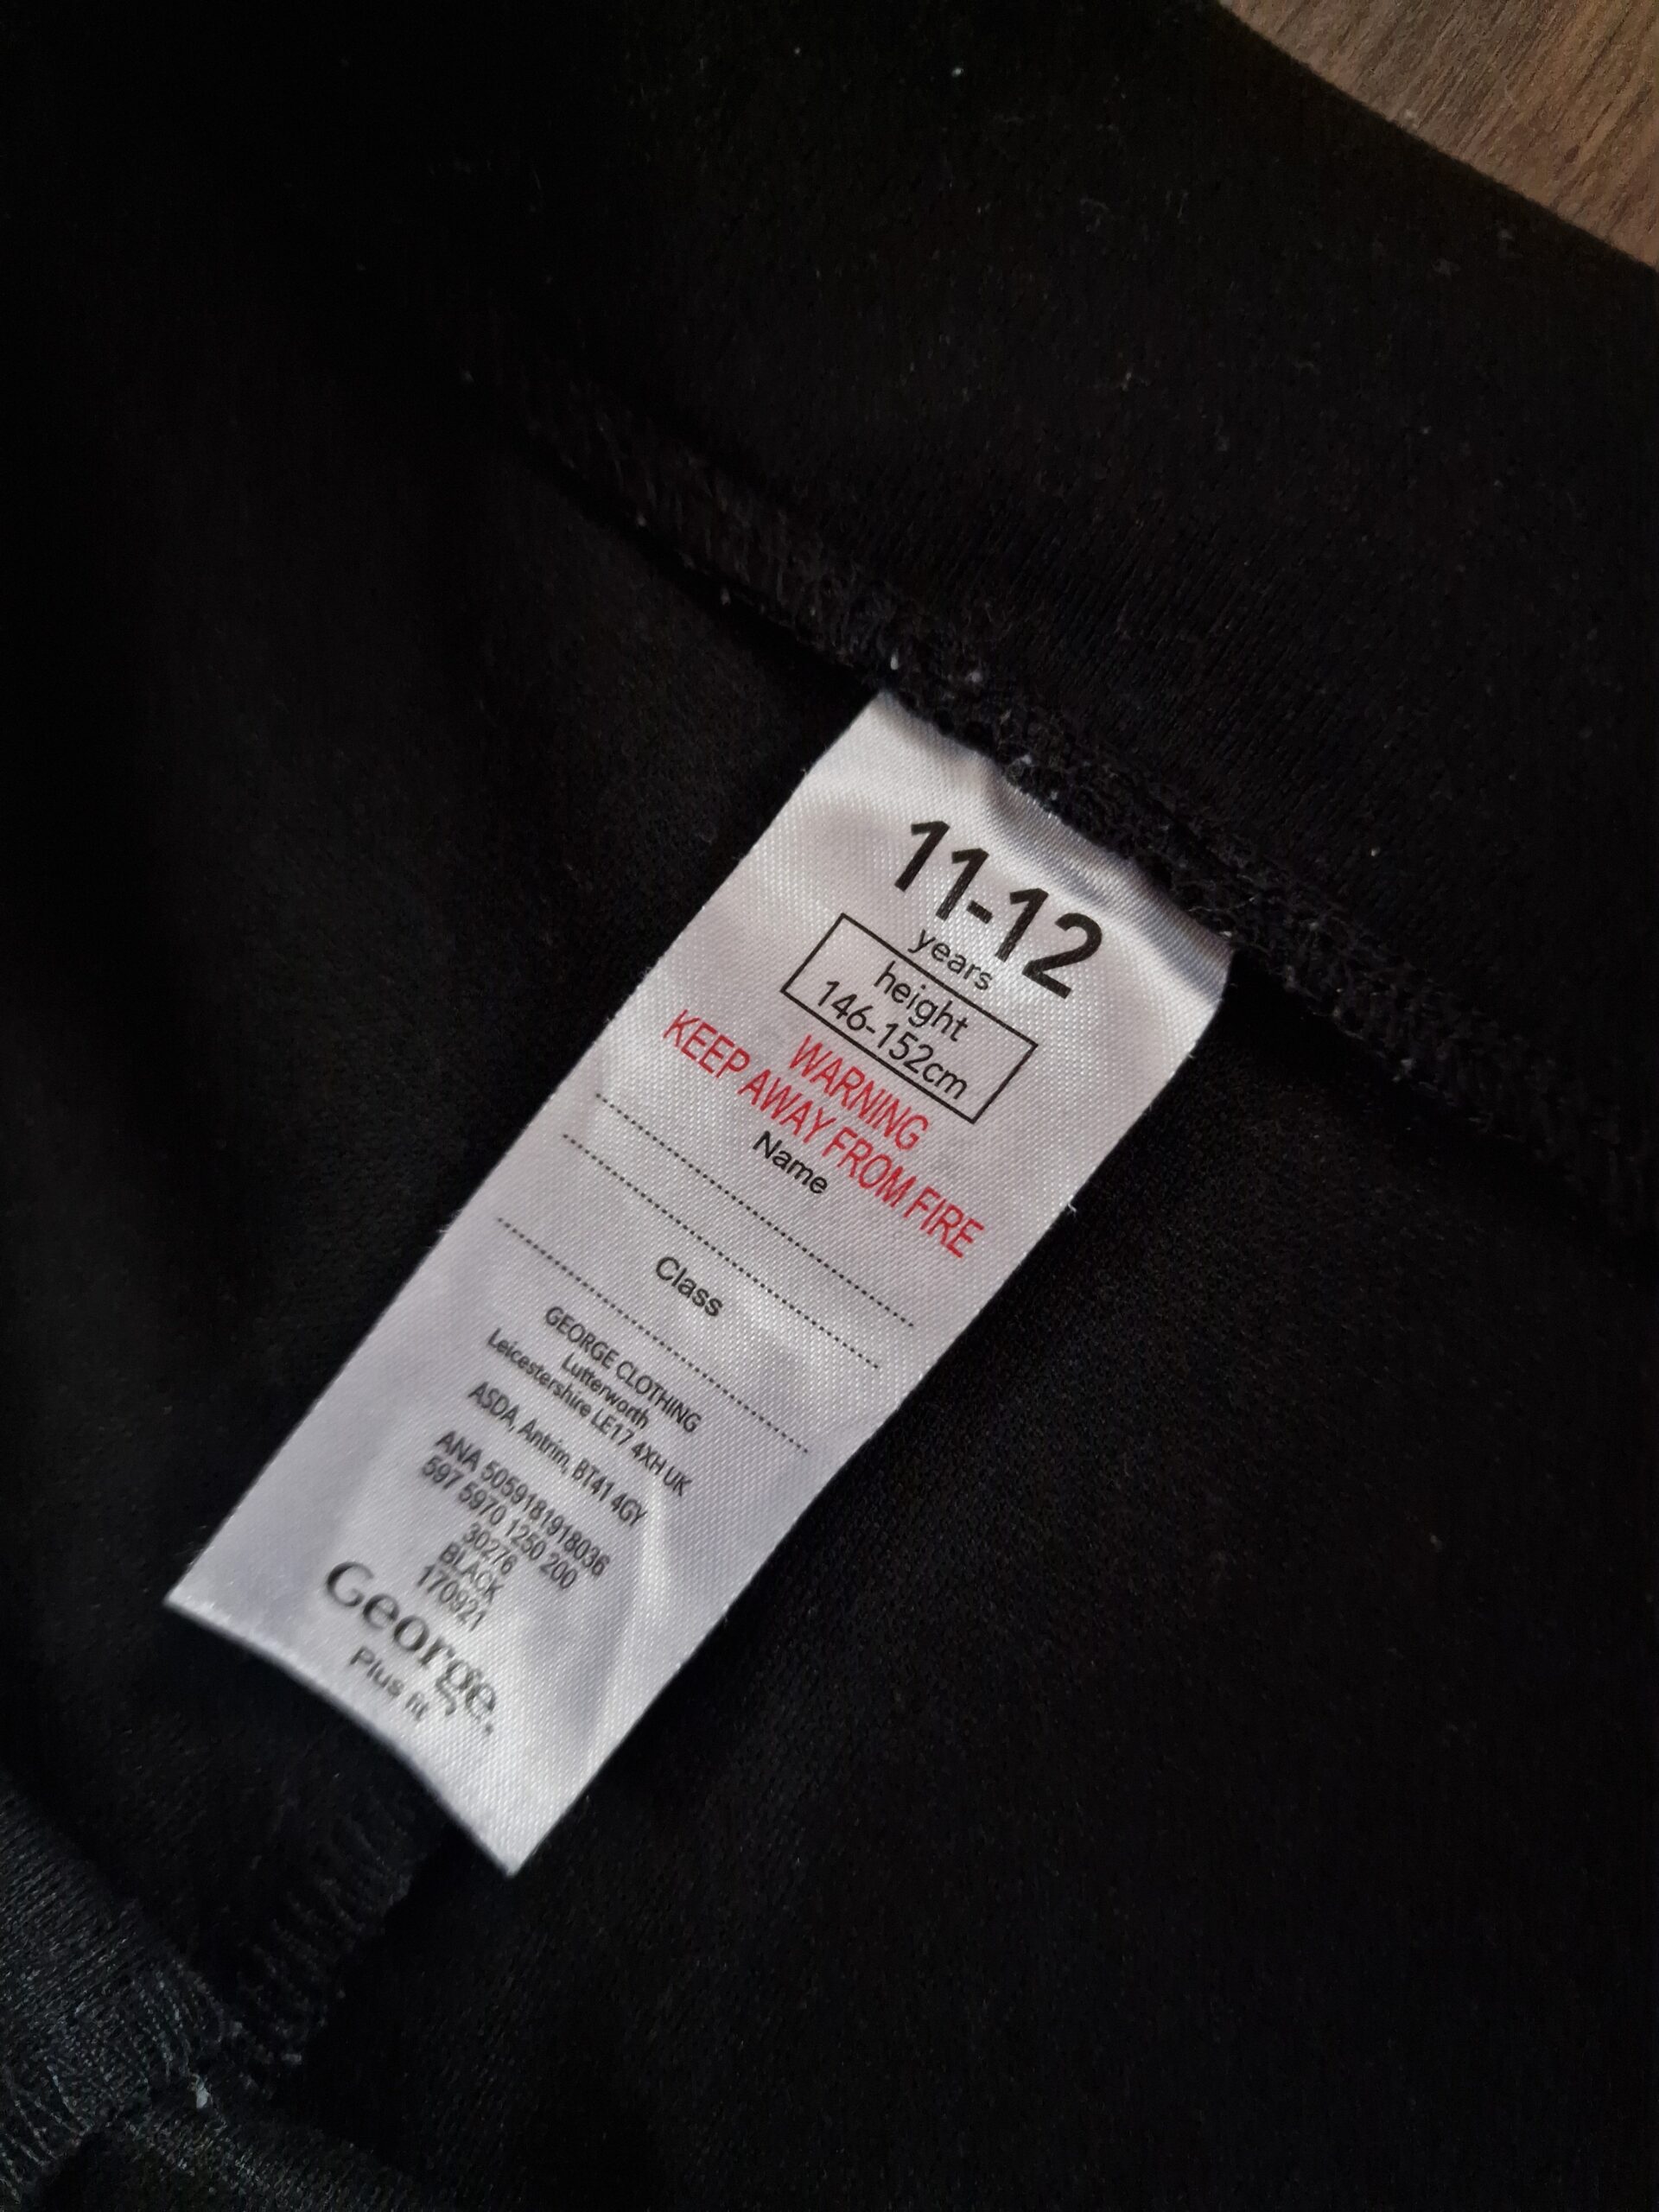 11-12
years
height
146-152cm
WARNING
KEEP AWAY FROM FIRE
Name
Class
GEORGE CLOTHING
Lutterworth
Leicestershire LE17 4XH UK
ASDA, Antrim, BT41 4GY
ANA 5059181918036
597 5970 1250 200
30276
BLACK
170921
George.
Plus fit